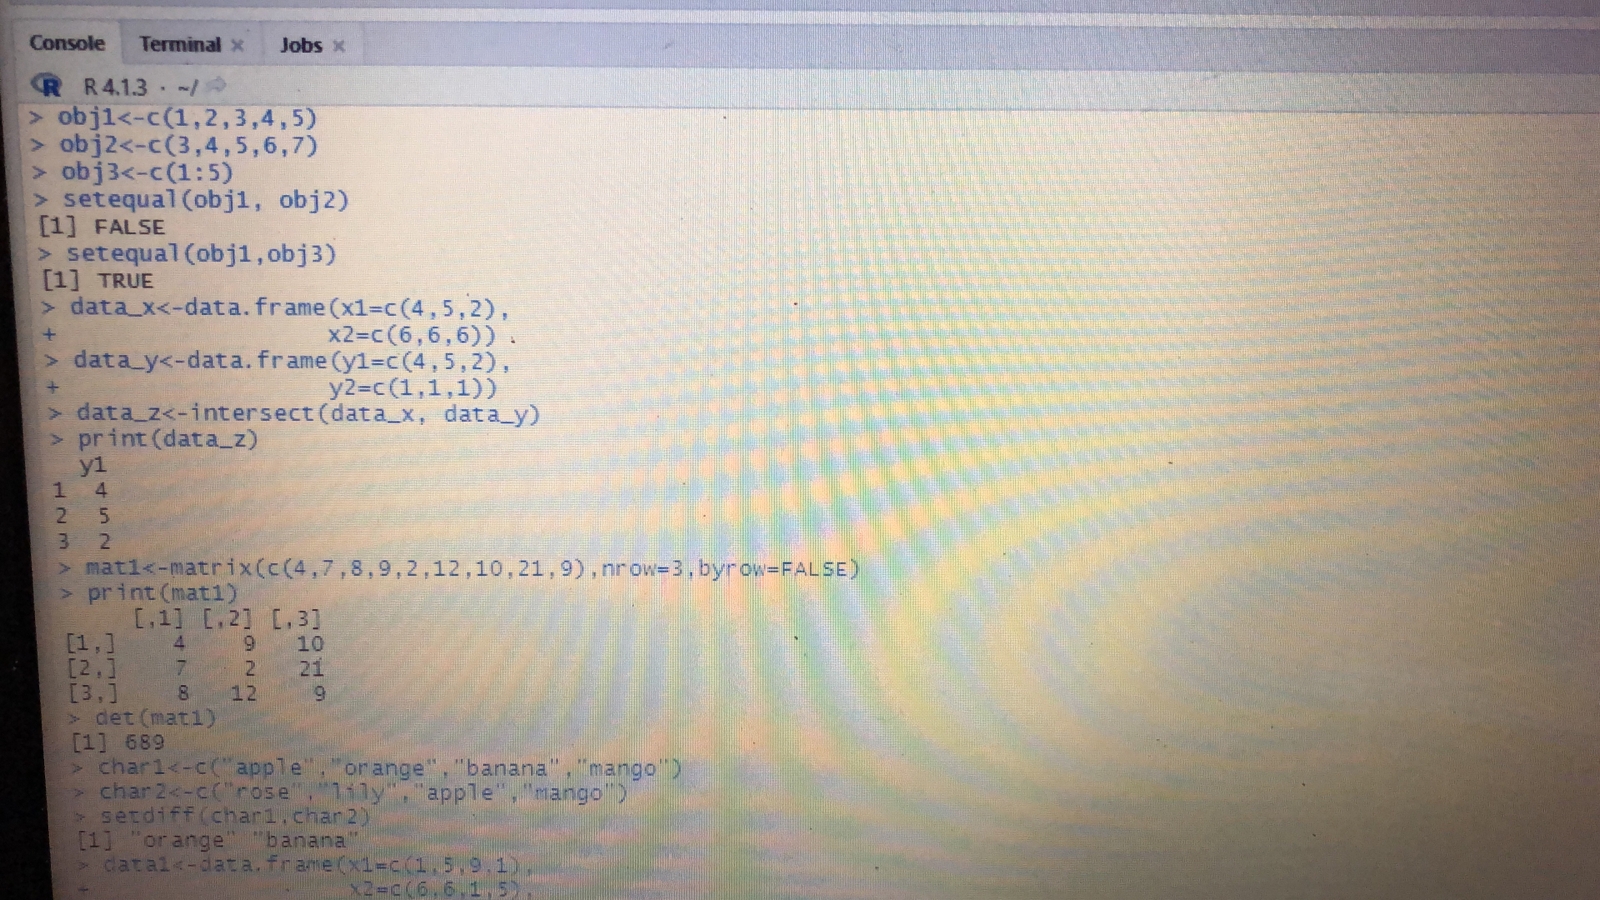 Console Terminal × Jobs ×
R R 4.1.3 · ~/
> obj1<-c(1,2,3,4,5)
> obj2<-c(3,4,5,6,7)
> obj3<-c(1:5)
> setequal(obj1, obj2)
[1] FALSE
> setequal(obj1,obj3)
[1] TRUE
> data_x<-data.frame(x1=c(4,5,2),
+                    x2=c(6,6,6))
> data_y<-data.frame(y1=c(4,5,2),
+                    y2=c(1,1,1))
> data_z<-intersect(data_x, data_y)
> print(data_z)
  y1
1  4
2  5
3  2
> mat1<-matrix(c(4,7,8,9,2,12,10,21,9),nrow=3,byrow=FALSE)
> print(mat1)
     [,1] [,2] [,3]
[1,]    4    9   10
[2,]    7    2   21
[3,]    8   12    9
> det(mat1)
[1] 689
> char1<-c("apple","orange","banana","mango")
> char2<-c("rose","lily","apple","mango")
> setdiff(char1,char2)
[1] "orange" "banana"
> data1<-data.frame(x1=c(1,5,9,1),
+                   x2=c(6,6,1,5),